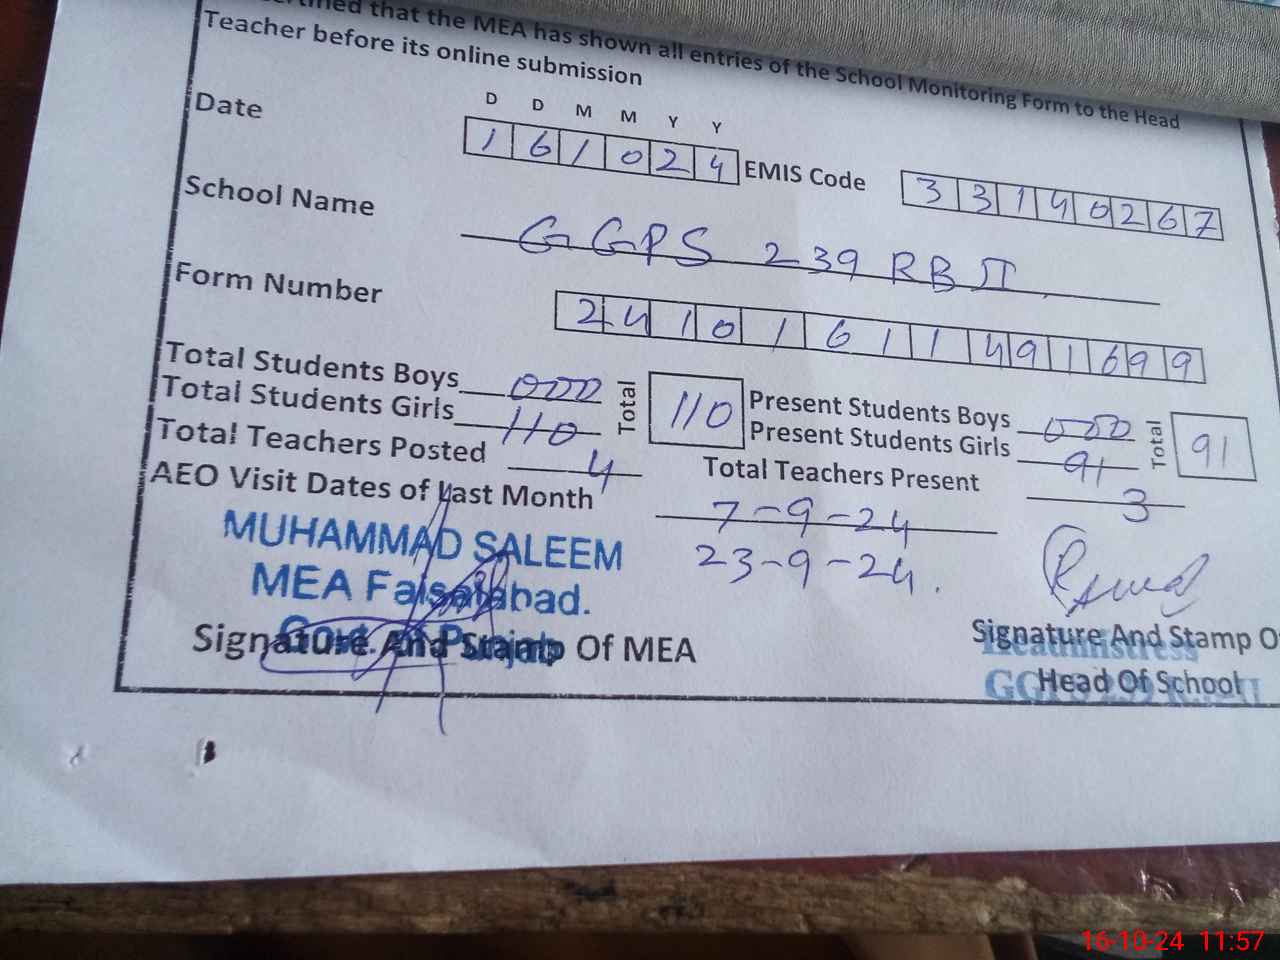 that the MEA has shown all entries of the School Monitoring Form to the Head
Teacher before its online submission
D D M M Y Y
Date 1 6 1 0 2 4 EMIS Code 3 3 1 4 0 2 6 7
School Name GGPS 239 RB II
Form Number 2 4 1 0 1 6 1 1 4 9 1 6 9 9
Total Students Boys 000 Total 110 Present Students Boys 000 Total 91
Total Students Girls 110 Present Students Girls 91
Total Teachers Posted 4 Total Teachers Present 3
AEO Visit Dates of Last Month 7-9-24
23-9-24.
MUHAMMAD SALEEM
MEA Faisalabad.
Signature And Stamp Of MEA
Signature And Stamp O
Head Of School
16-10-24 11:57